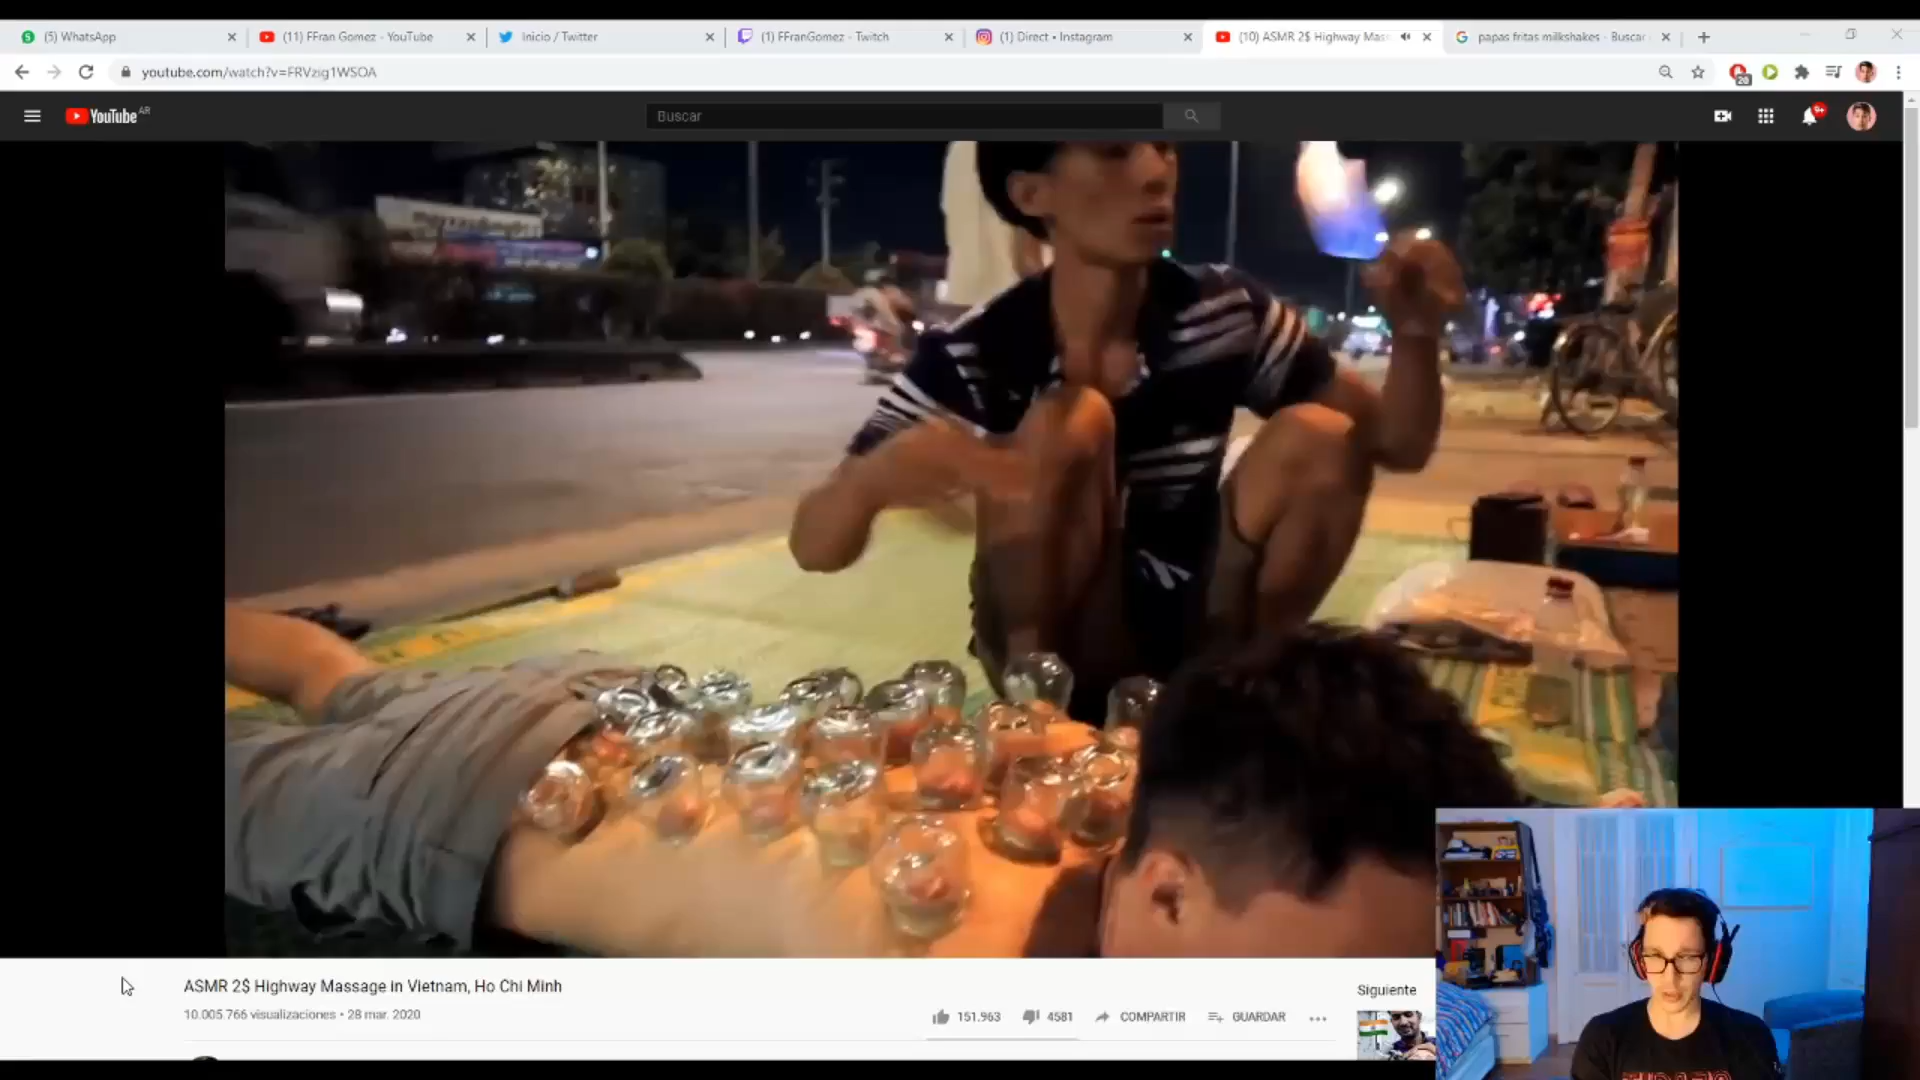 (5) WhatsApp
(11) FFran Gomez - YouTube
Inicio / Twitter
(1) FFranGomez - Twitch
(1) Direct • Instagram
(10) ASMR 2$ Highway Mas
papas fritas milkshakes - Buscar
youtube.com/watch?v=FRVzig1WSOA
20
YouTube AR
Buscar
9+
ASMR 2$ Highway Massage in Vietnam, Ho Chi Minh
10.005.766 visualizaciones • 28 mar. 2020
151.963
4581
COMPARTIR
GUARDAR
Siguiente